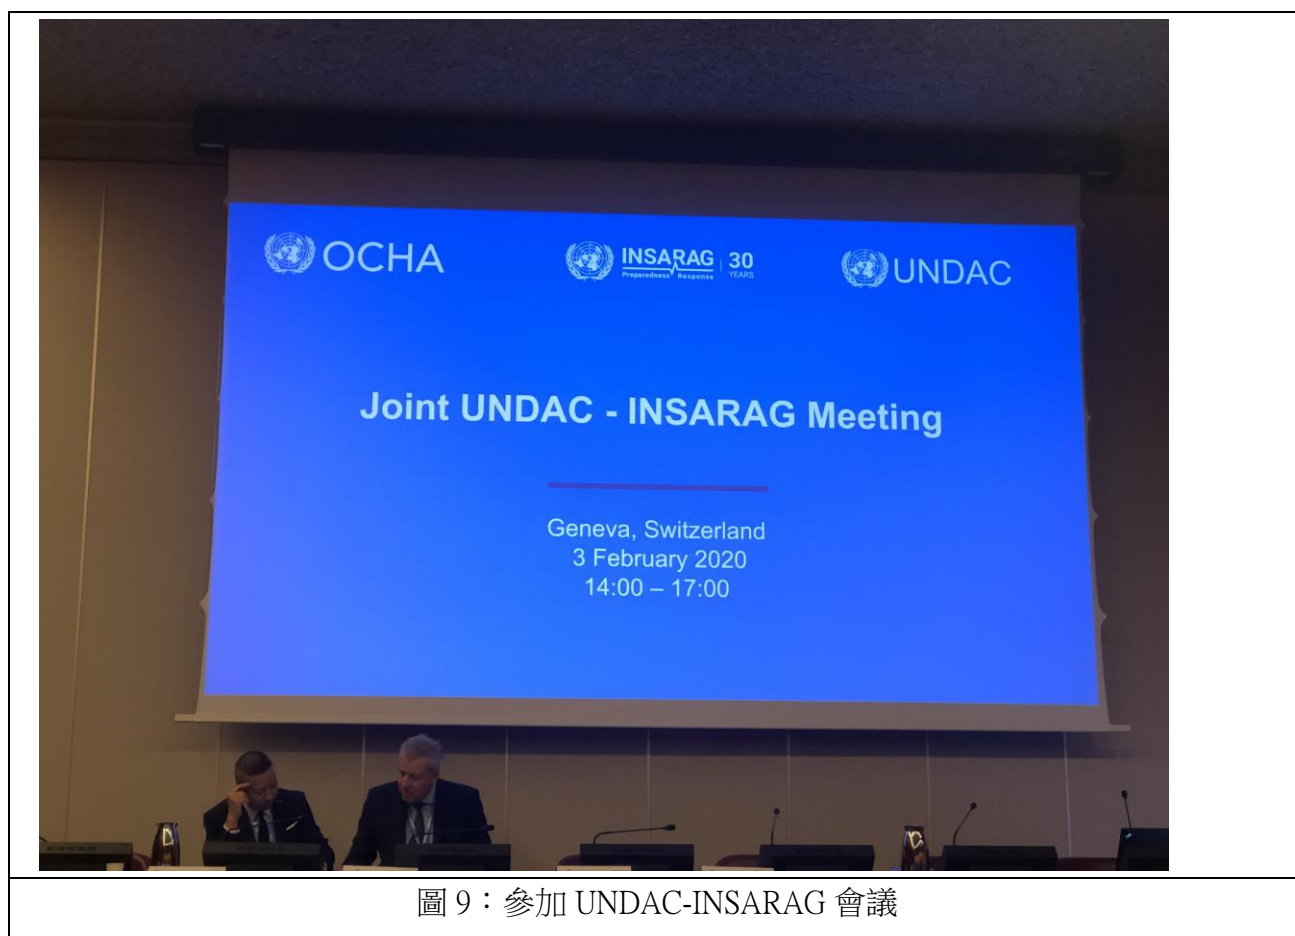 OCHA
INSARAG
Preparedness Response
30
YEARS
UNDAC
Joint UNDAC - INSARAG Meeting
Geneva, Switzerland
3 February 2020
14:00 – 17:00
圖 9：參加 UNDAC-INSARAG 會議